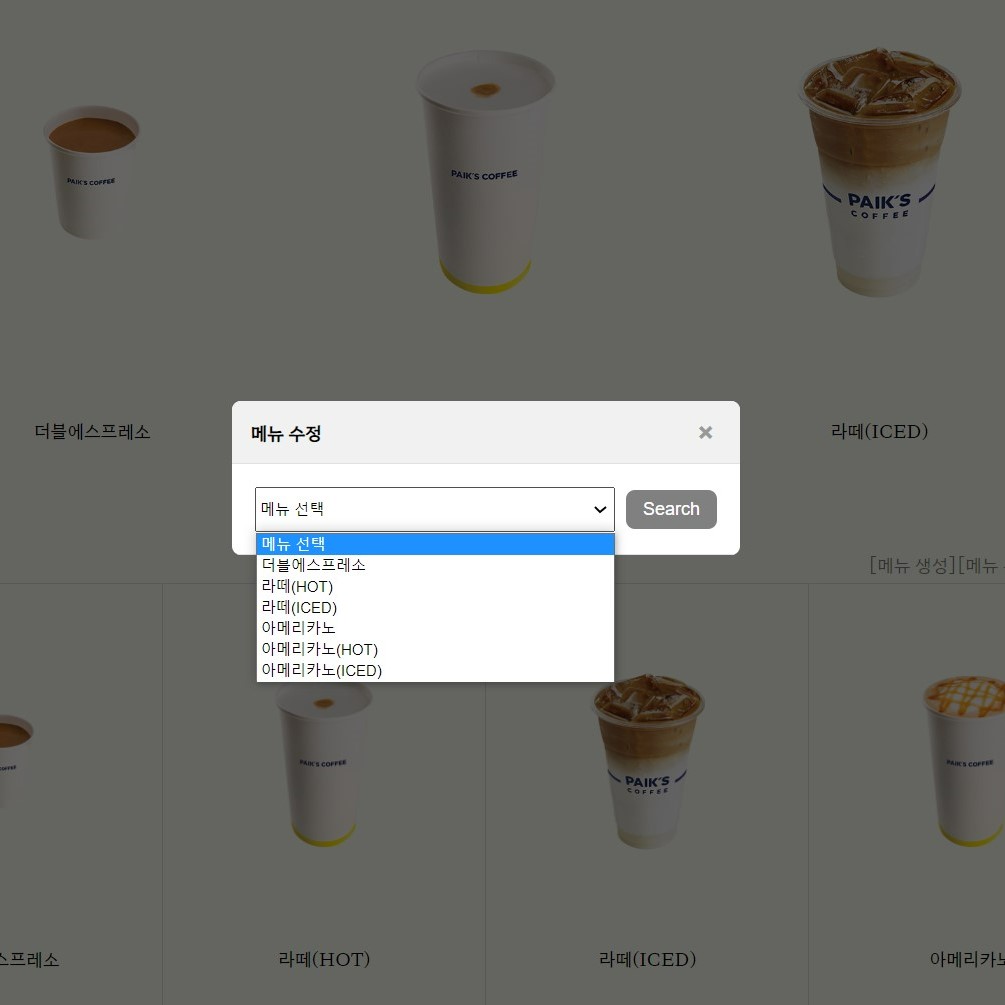 PAIK'S COFFEE
PAIK'S COFFEE
PAIK'S
COFFEE
더블에스프레소
라떼(ICED)
메뉴 수정
×
메뉴 선택
Search
메뉴 선택
더블에스프레소
라떼(HOT)
라떼(ICED)
아메리카노
아메리카노(HOT)
아메리카노(ICED)
[메뉴 생성][메뉴
COFFEE
PAIK'S COFFEE
PAIK'S
COFFEE
PAIK'S COFFEE
스프레소
라떼(HOT)
라떼(ICED)
아메리카노